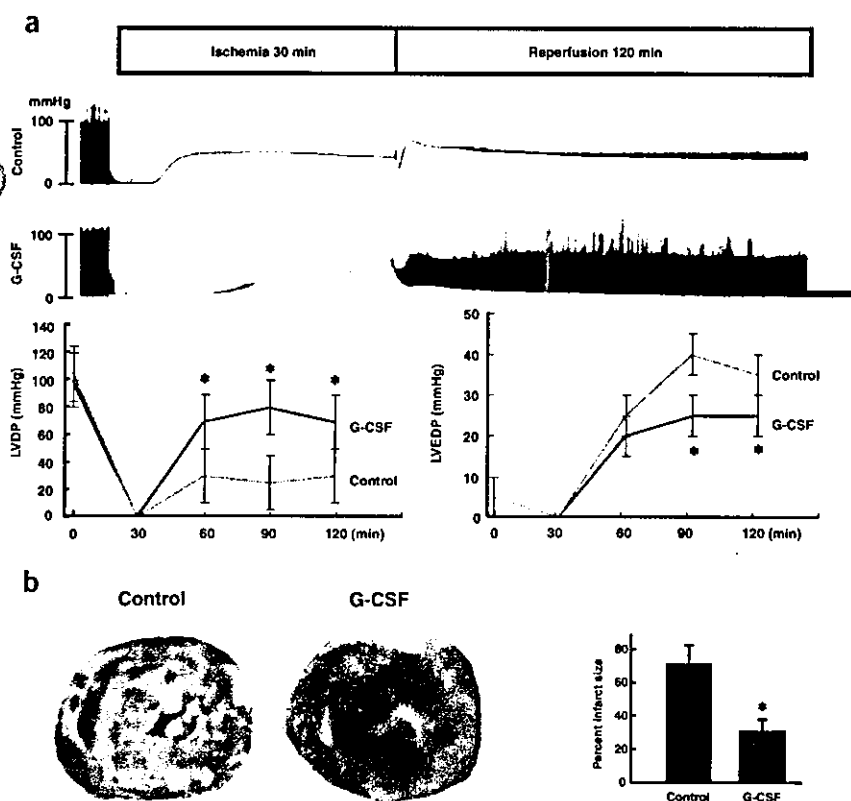 a
Ischemia 30 min
Reperfusion 120 min
mmHg
100
Control
0
100
G-CSF
0
140
120
100
80
60
40
20
0
LVDP (mmHg)
*
*
*
G-CSF
Control
0
30
60
90
120 (min)
50
40
30
20
10
0
LVEDP (mmHg)
Control
G-CSF
*
*
0
30
60
90
120 (min)
b
Control
G-CSF
80
60
40
20
0
Percent infarct size
*
Control
G-CSF